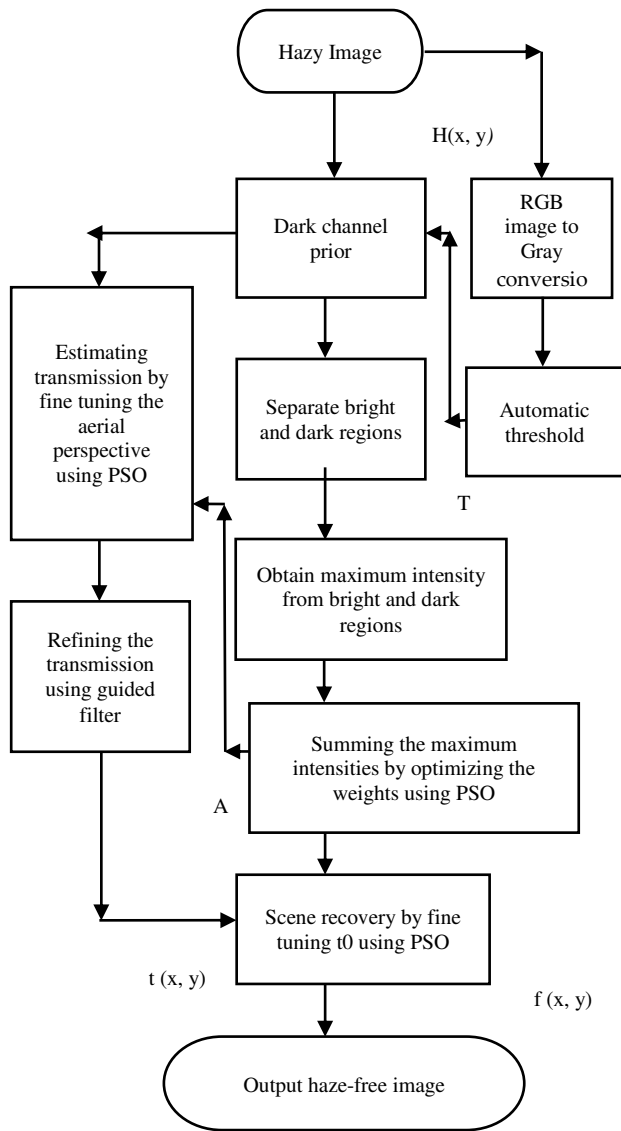 Hazy Image
H(x, y)
Dark channel
prior
RGB
image to
Gray
conversio
Estimating
transmission by
fine tuning the
aerial
perspective
using PSO
Separate bright
and dark regions
Automatic
threshold
T
Obtain maximum intensity
from bright and dark
regions
Refining the
transmission
using guided
filter
Summing the maximum
intensities by optimizing the
weights using PSO
A
Scene recovery by fine
tuning t0 using PSO
t (x, y)
f (x, y)
Output haze-free image